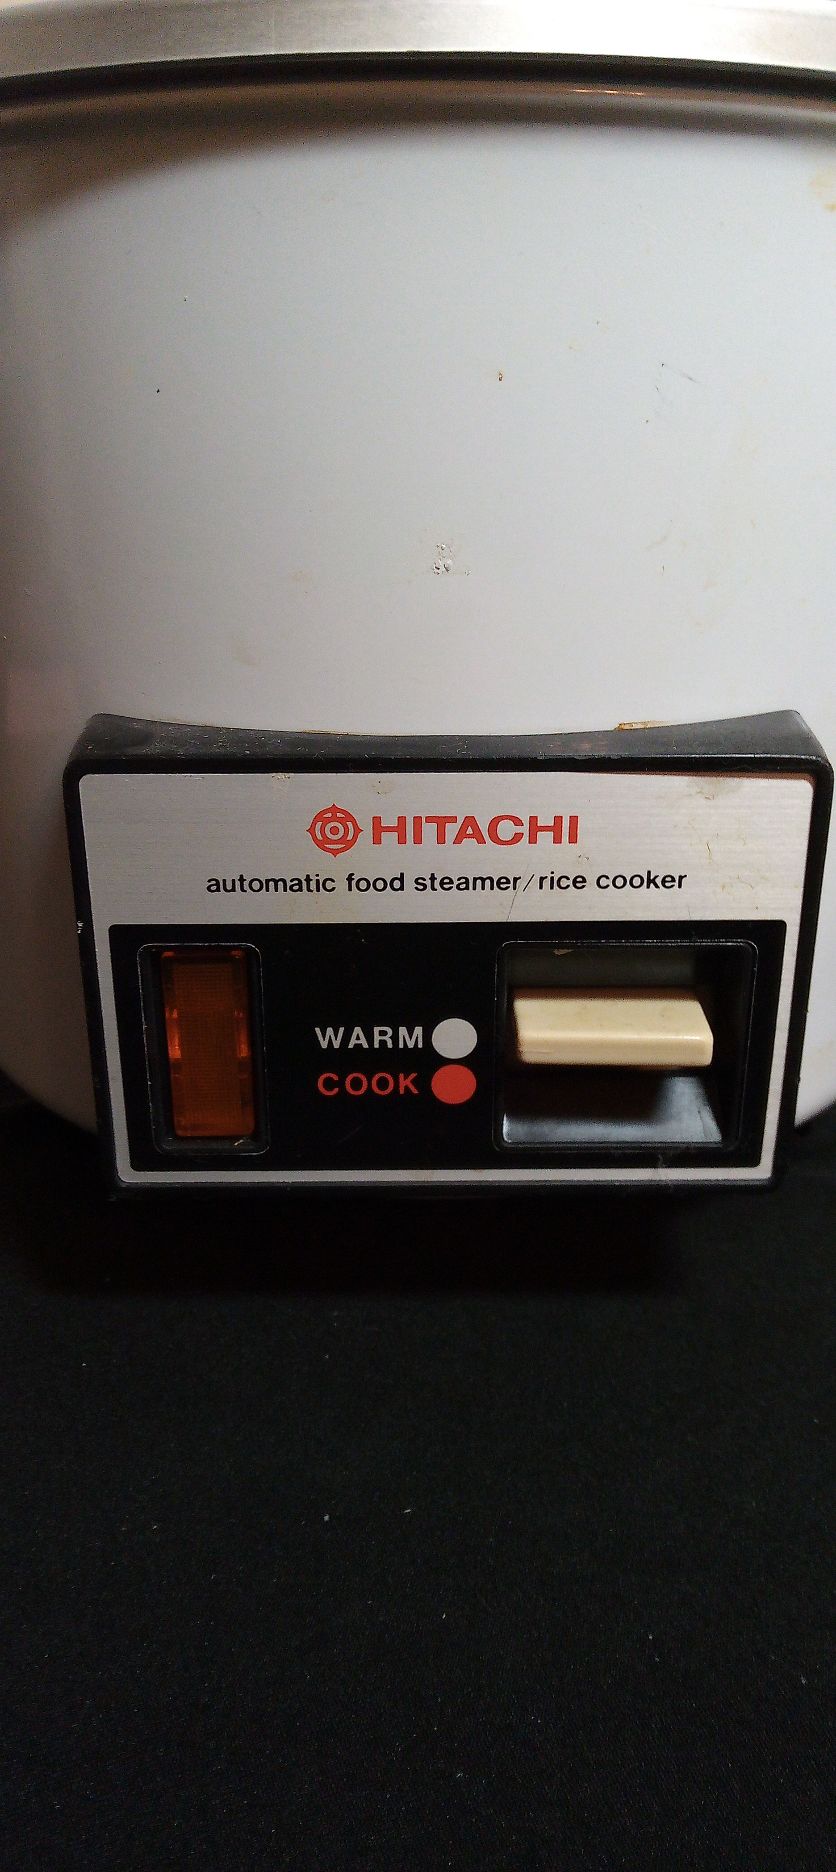 HITACHI
automatic food steamer/rice cooker
WARM
COOK